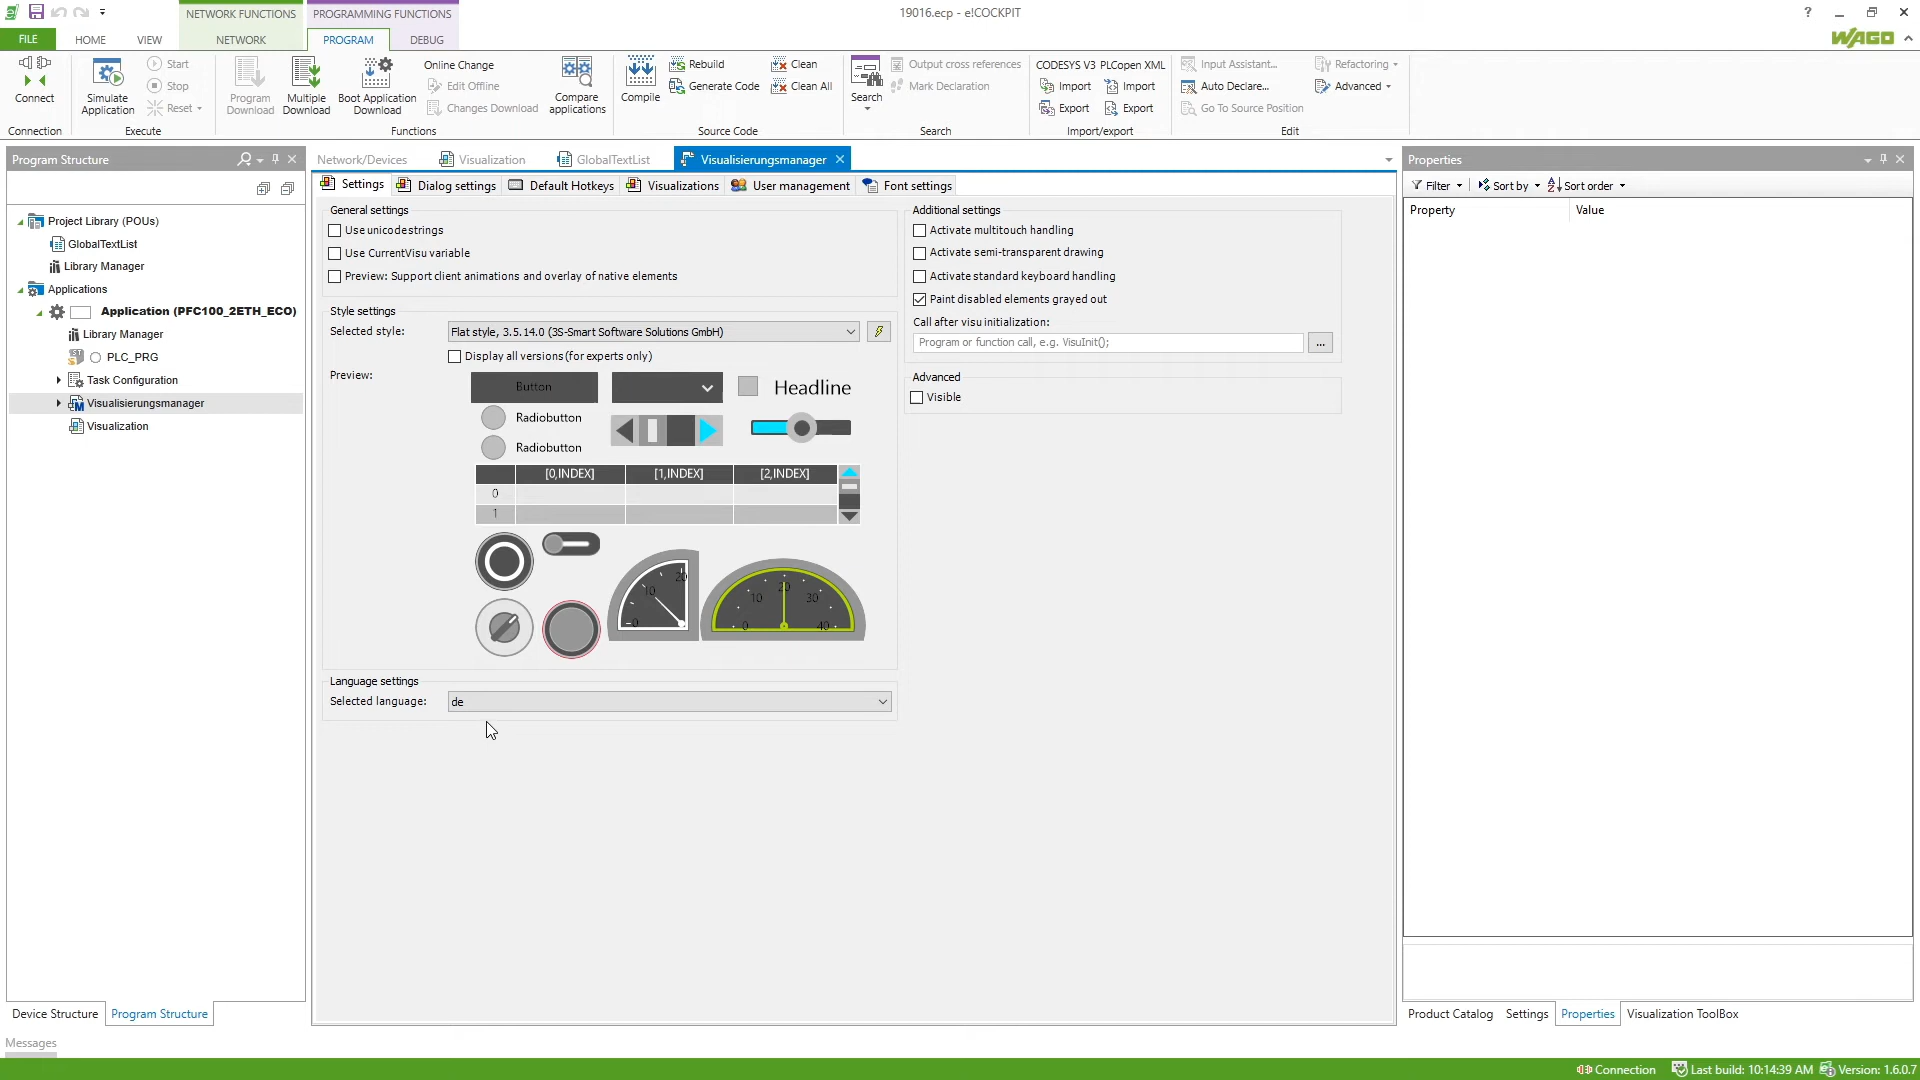 19016.ecp - e!COCKPIT
NETWORK FUNCTIONS
PROGRAMMING FUNCTIONS
FILE
HOME
VIEW
NETWORK
PROGRAM
DEBUG
WAGO
Connect
Connection
Simulate
Application
Start
Stop
Reset
Execute
Program
Download
Multiple
Download
Boot Application
Download
Online Change
Edit Offline
Changes Download
Compare
applications
Functions
Compile
Rebuild
Generate Code
Clean
Clean All
Source Code
Search
Output cross references
Mark Declaration
Search
CODESYS V3
PLCopen XML
Import
Import
Export
Export
Import/export
Input Assistant...
Auto Declare...
Go To Source Position
Refactoring
Advanced
Edit
Program Structure
Project Library (POUs)
GlobalTextList
Library Manager
Applications
Application (PFC100_2ETH_ECO)
Library Manager
PLC_PRG
Task Configuration
Visualisierungsmanager
Visualization
Device Structure
Program Structure
Network/Devices
Visualization
GlobalTextList
Visualisierungsmanager
Settings
Dialog settings
Default Hotkeys
Visualizations
User management
Font settings
General settings
Use unicodestrings
Use CurrentVisu variable
Preview: Support client animations and overlay of native elements
Style settings
Selected style:
Flat style, 3.5.14.0 (3S-Smart Software Solutions GmbH)
Display all versions (for experts only)
Preview:
Button
Headline
Radiobutton
Radiobutton
[0,INDEX]
[1,INDEX]
[2,INDEX]
0
1
0
10
20
0
10
20
30
40
Language settings
Selected language:
de
Additional settings
Activate multitouch handling
Activate semi-transparent drawing
Activate standard keyboard handling
Paint disabled elements grayed out
Call after visu initialization:
Program or function call, e.g. VisuInit();
...
Advanced
Visible
Properties
Filter
Sort by
Sort order
Property
Value
Product Catalog
Settings
Properties
Visualization ToolBox
Messages
Connection
Last build: 10:14:39 AM
Version: 1.6.0.7